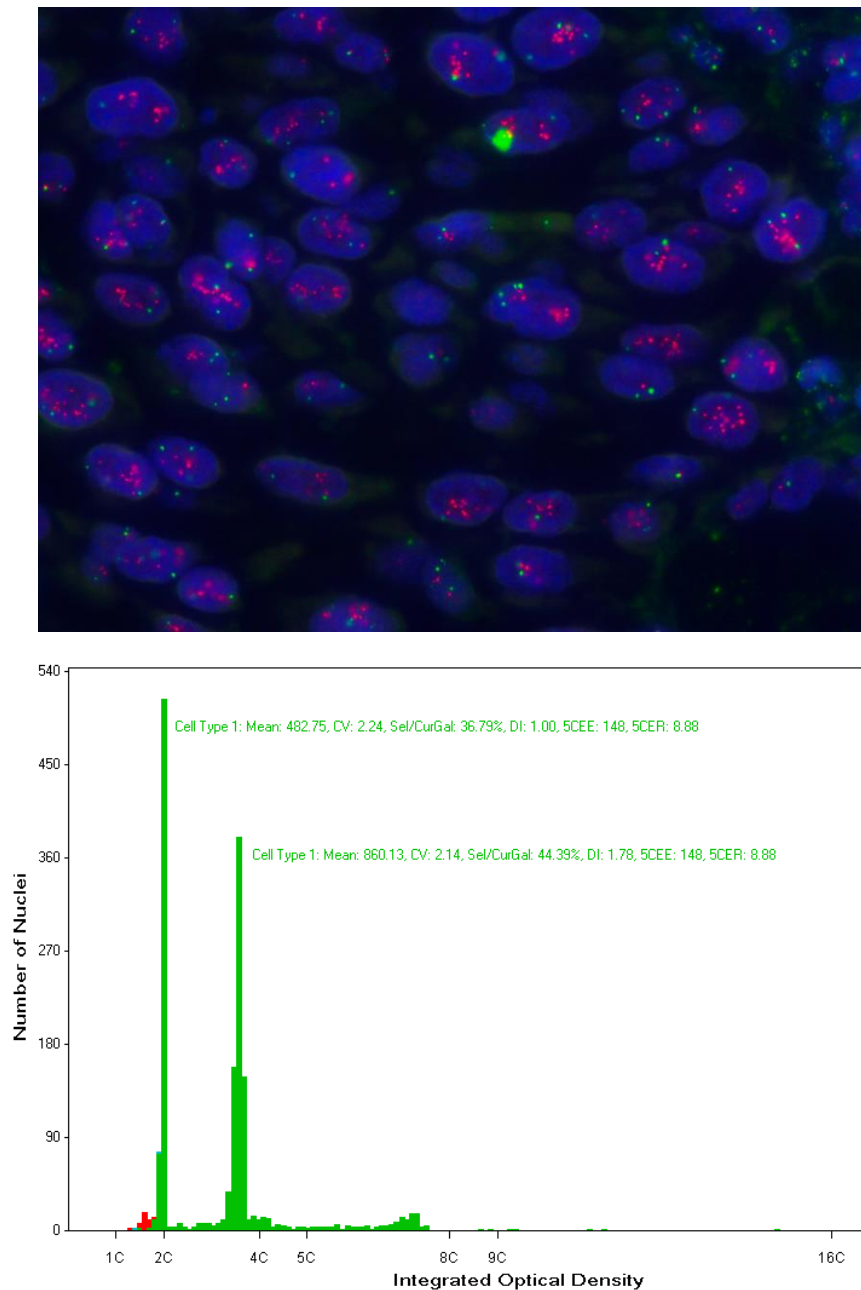 540
Cell Type 1: Mean: 482.75, CV: 2.24, Sel/CurGal: 36.79%, DI: 1.00, 5CEE: 148, 5CER: 8.88
450
360
Cell Type 1: Mean: 860.13, CV: 2.14, Sel/CurGal: 44.39%, DI: 1.78, 5CEE: 148, 5CER: 8.88
Number of Nuclei
270
180
90
0
1C 2C 4C 5C 8C 9C 16C
Integrated Optical Density